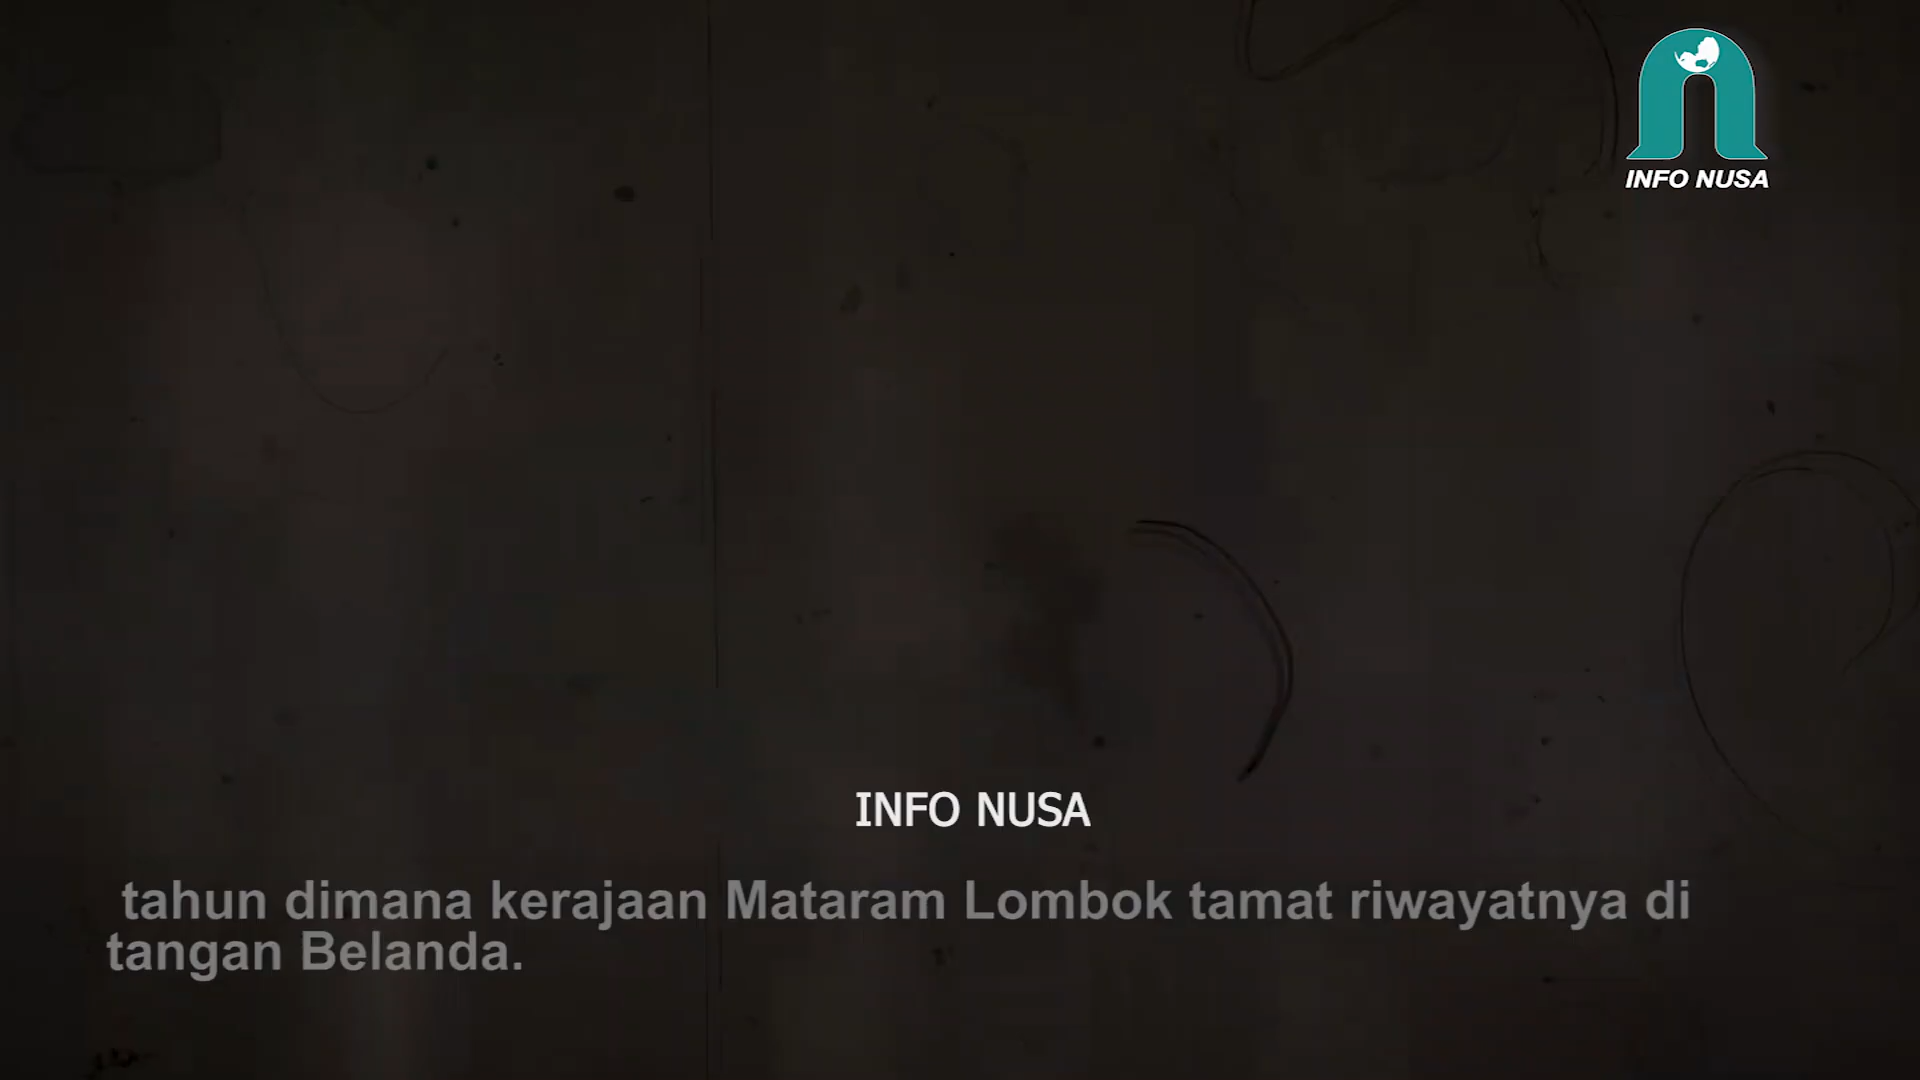 INFO NUSA
INFO NUSA
tahun dimana kerajaan Mataram Lombok tamat riwayatnya di
tangan Belanda.